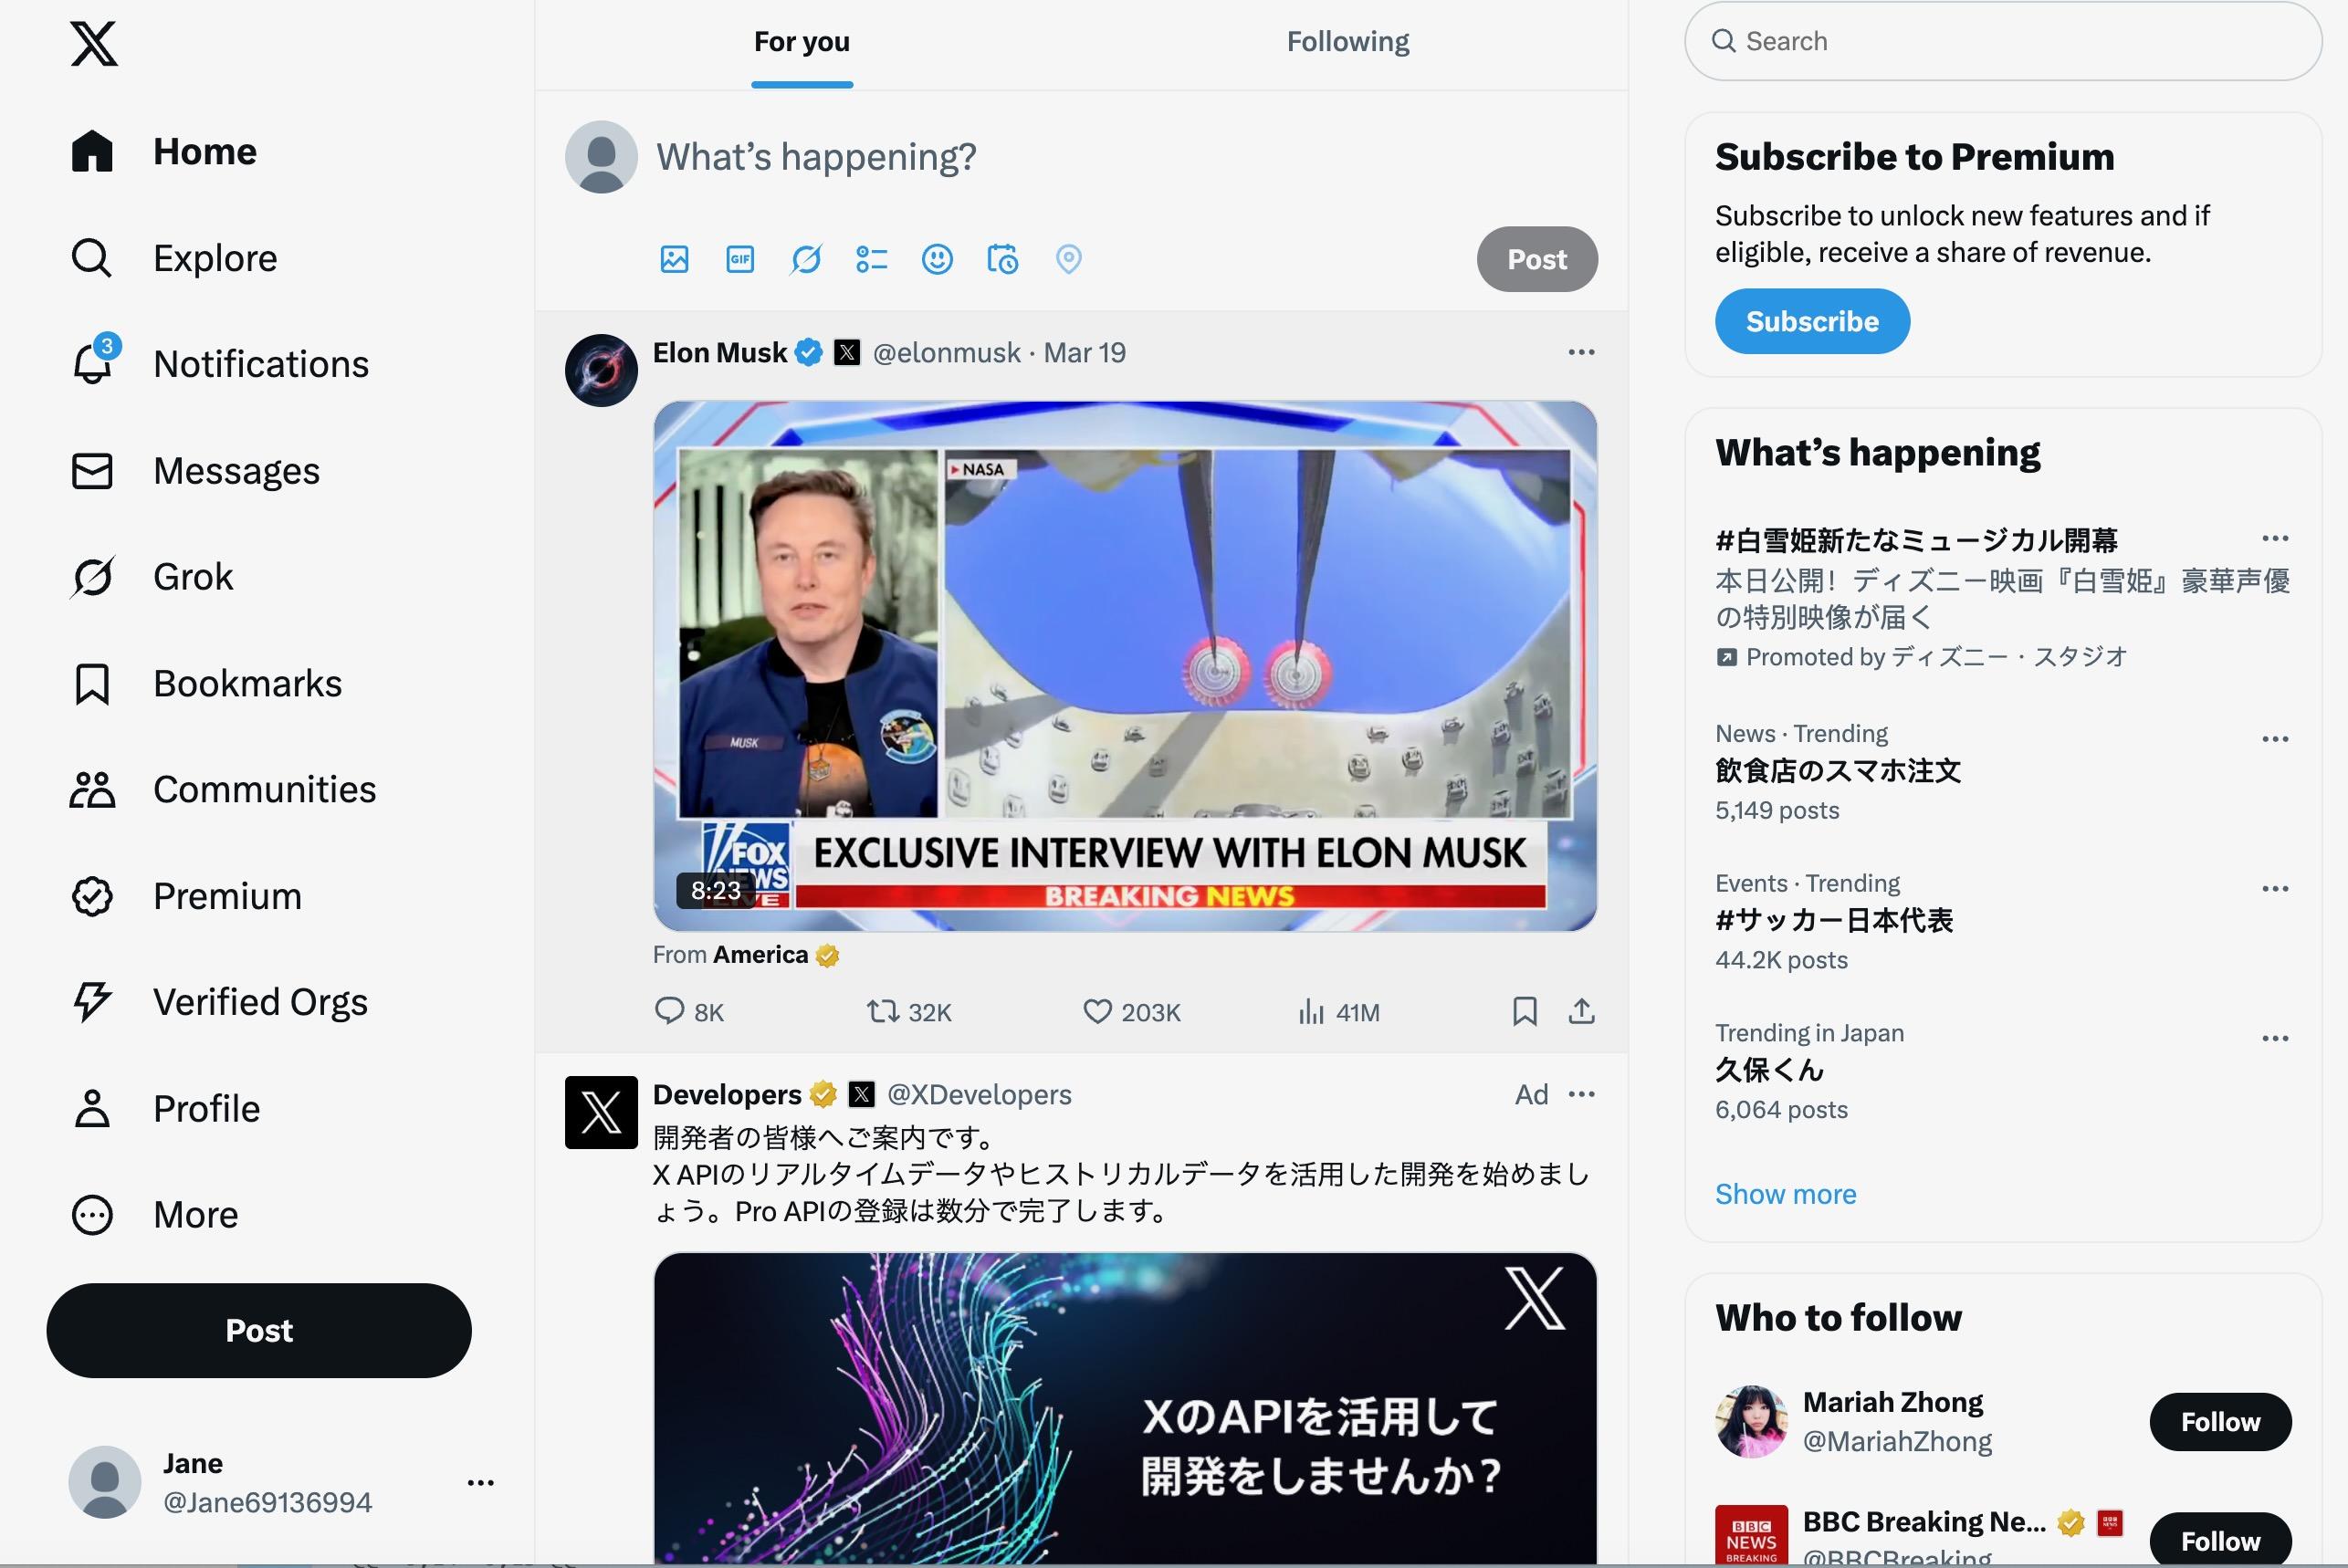 Home
Explore
3
Notifications
Messages
Grok
Bookmarks
Communities
Premium
Verified Orgs
Profile
More
Post
Jane
@Jane69136994
For you
Following
What’s happening?
GIF
Post
Elon Musk @elonmusk · Mar 19
NASA
MUSK
FOX
NEWS
LIVE
EXCLUSIVE INTERVIEW WITH ELON MUSK
BREAKING NEWS
8:23
From America
8K
32K
203K
41M
Developers @XDevelopers
Ad
開発者の皆様へご案内です。
X APIのリアルタイムデータやヒストリカルデータを活用した開発を始めまし
ょう。Pro APIの登録は数分で完了します。
XのAPIを活用して
開発をしませんか？
Search
Subscribe to Premium
Subscribe to unlock new features and if
eligible, receive a share of revenue.
Subscribe
What’s happening
#白雪姫新たなミュージカル開幕
本日公開！ディズニー映画『白雪姫』豪華声優
の特別映像が届く
Promoted by ディズニー・スタジオ
News · Trending
飲食店のスマホ注文
5,149 posts
Events · Trending
#サッカー日本代表
44.2K posts
Trending in Japan
久保くん
6,064 posts
Show more
Who to follow
Mariah Zhong
@MariahZhong
Follow
BBC
NEWS
BREAKING
BBC Breaking Ne...
@BBCBreaking
Follow